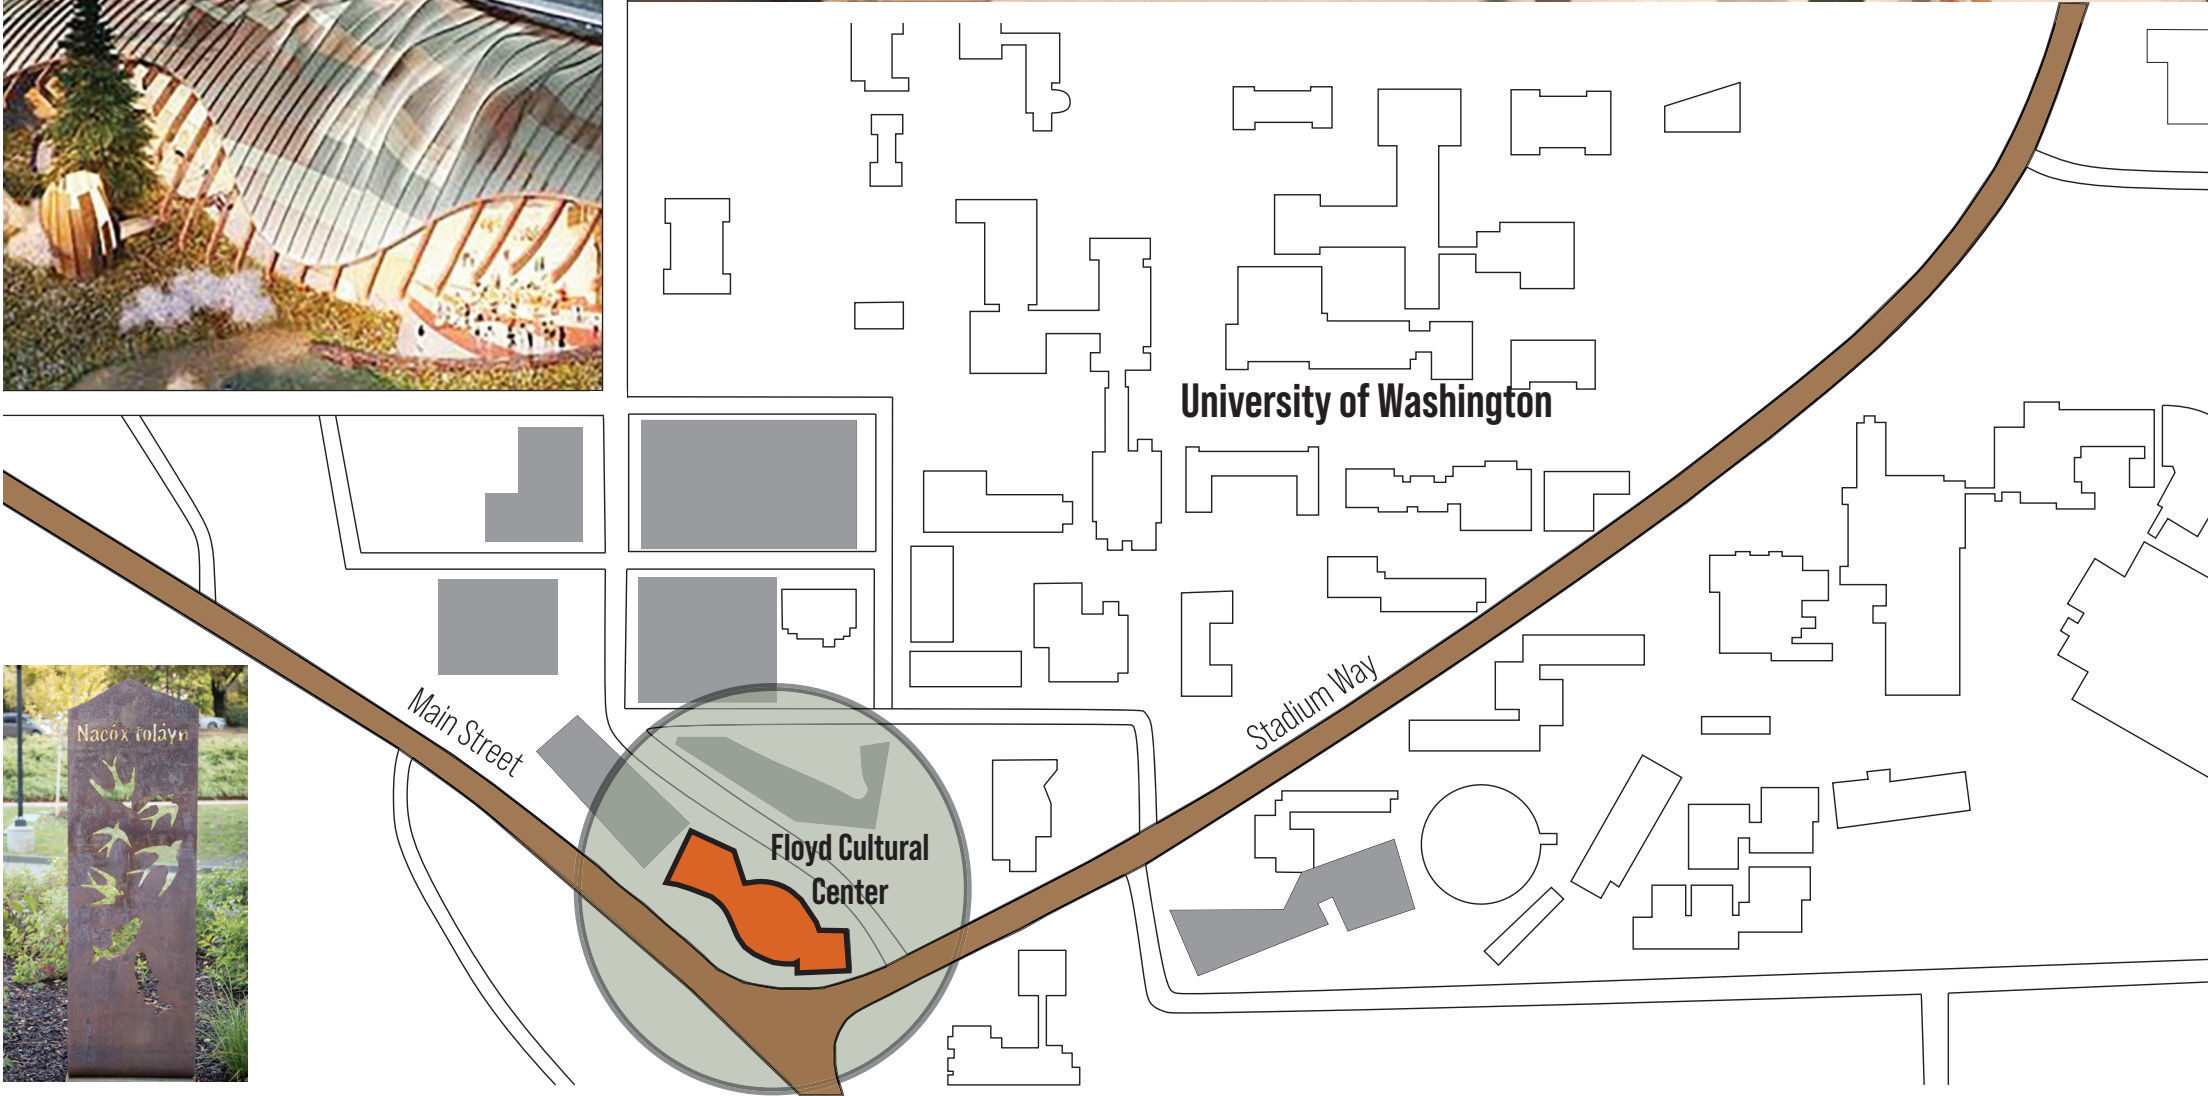 University of Washington
Main Street
Stadium Way
Nacóx toláyn
Floyd Cultural
Center